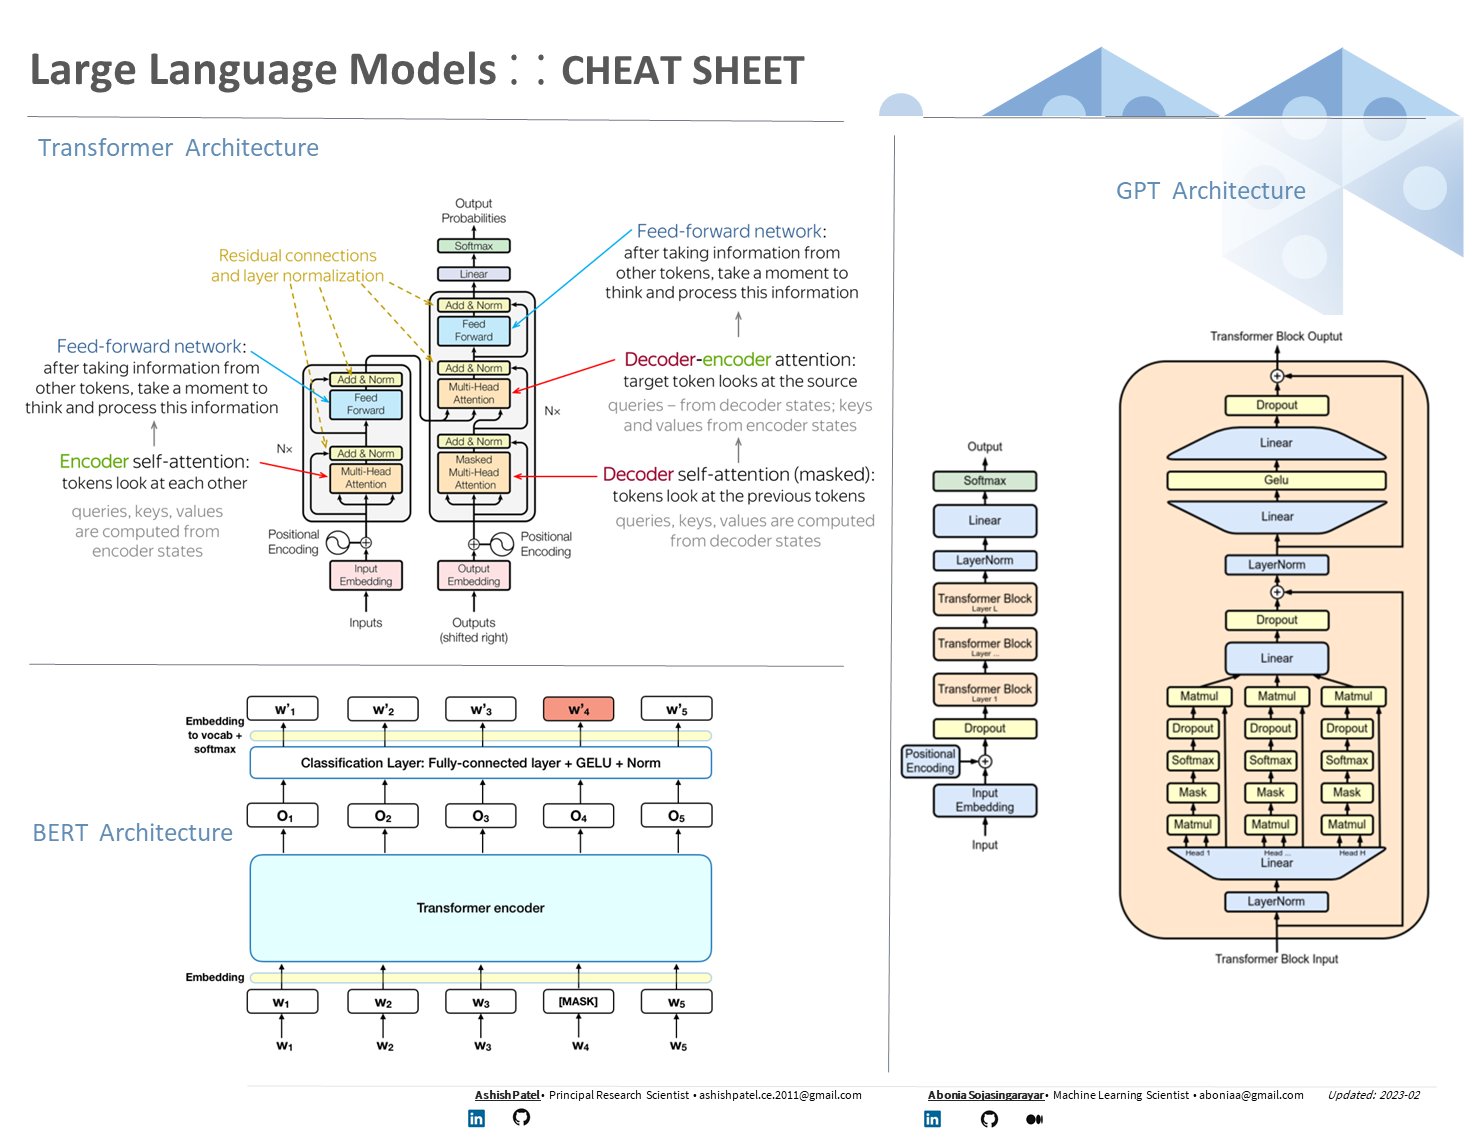 Large Language Models : : CHEAT SHEET
Transformer Architecture
Output
Probabilities
Softmax
Linear
Add & Norm
Feed
Forward
Add & Norm
Multi-Head
Attention
Add & Norm
Masked
Multi-Head
Attention
N×
Add & Norm
Feed
Forward
Add & Norm
Multi-Head
Attention
N×
Positional
Encoding
Positional
Encoding
Input
Embedding
Output
Embedding
Inputs
Outputs
(shifted right)
Residual connections
and layer normalization
Feed-forward network:
after taking information from
other tokens, take a moment to
think and process this information
Encoder self-attention:
tokens look at each other
queries, keys, values
are computed from
encoder states
Feed-forward network:
after taking information from
other tokens, take a moment to
think and process this information
Decoder-encoder attention:
target token looks at the source
queries – from decoder states; keys
and values from encoder states
Decoder self-attention (masked):
tokens look at the previous tokens
queries, keys, values are computed
from decoder states
BERT Architecture
w'1 w'2 w'3 w'4 w'5
Embedding
to vocab +
softmax
Classification Layer: Fully-connected layer + GELU + Norm
O1 O2 O3 O4 O5
Transformer encoder
Embedding
w1 w2 w3 [MASK] w5
w1 w2 w3 w4 w5
GPT Architecture
Output
Softmax
Linear
LayerNorm
Transformer Block
Layer L
Transformer Block
Layer ...
Transformer Block
Layer 1
Dropout
Positional
Encoding
Input
Embedding
Input
Transformer Block Ouptut
Dropout
Linear
Gelu
Linear
LayerNorm
Dropout
Linear
Matmul Matmul Matmul
Dropout Dropout Dropout
Softmax Softmax Softmax
Mask Mask Mask
Matmul Matmul Matmul
Head 1 Head ... Head H
Linear
LayerNorm
Transformer Block Input
Ashish Patel • Principal Research Scientist • ashishpatel.ce.2011@gmail.com
Abonia Sojasingarayar • Machine Learning Scientist • aboniaa@gmail.com
Updated: 2023-02
in
in